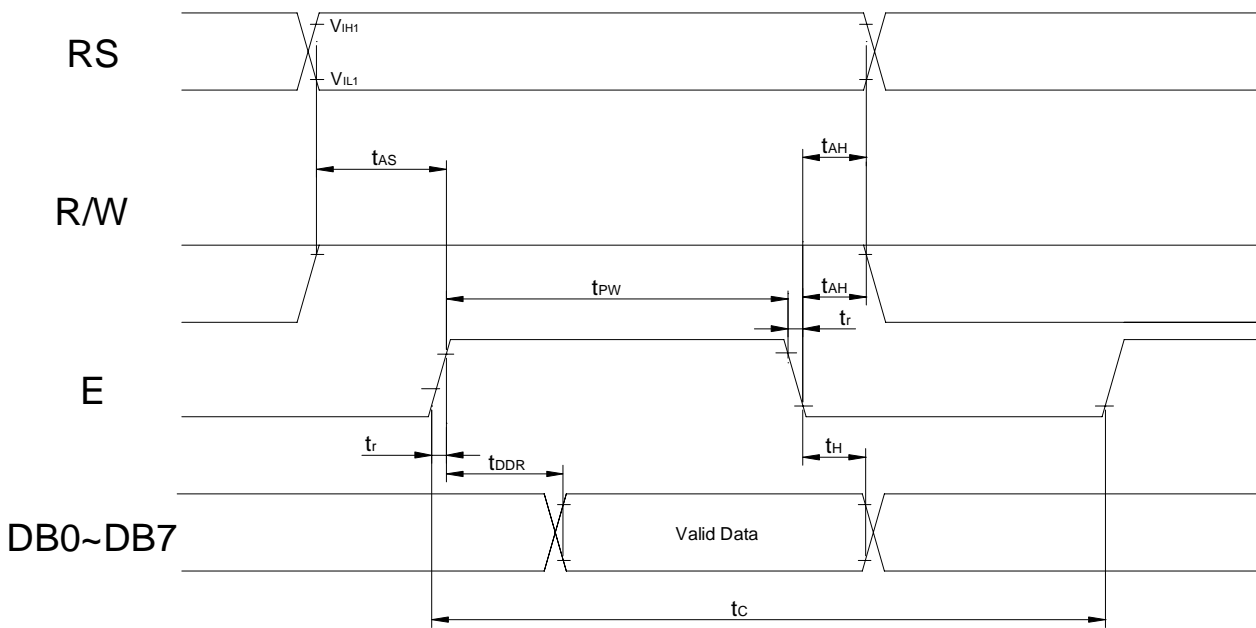 RS
VIH1
VIL1
tAS
tAH
R/W
tPW
tAH
tr
E
tr
tDDR
tH
DB0~DB7
Valid Data
tC